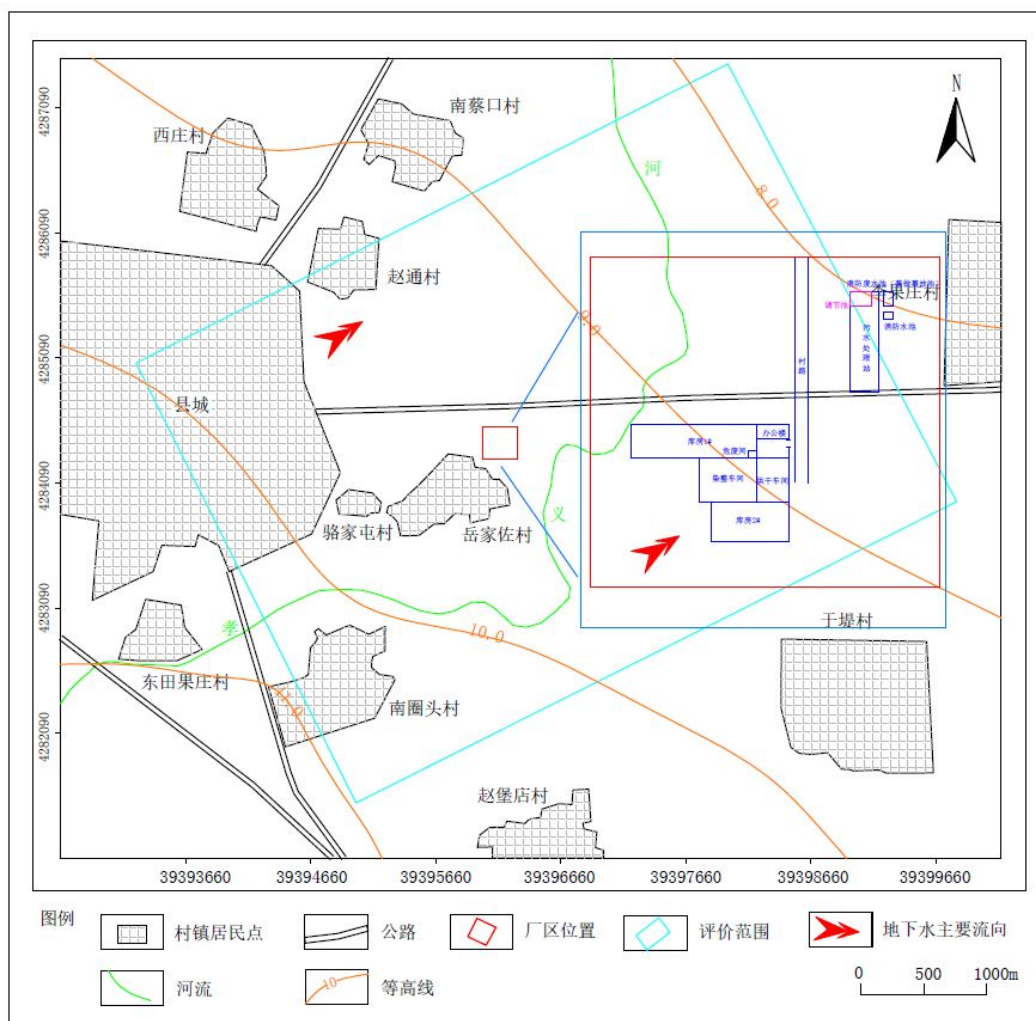 N
南蔡口村
西庄村
河
8.0
赵通村
9.0
李果庄村
调节池
消防水池
污水处理站
村路
县城
办公楼
库房1#
危废间
染整车间
烘干车间
库房2#
骆家屯村
岳家佐村
义
孝
10.0
于堤村
东田果庄村
11.0
南圈头村
赵堡店村
4287090
4286090
4285090
4284090
4283090
4282090
39393660
39394660
39395660
39396660
39397660
39398660
39399660
图例
村镇居民点
公路
厂区位置
评价范围
地下水主要流向
河流
10
等高线
0 500 1000m